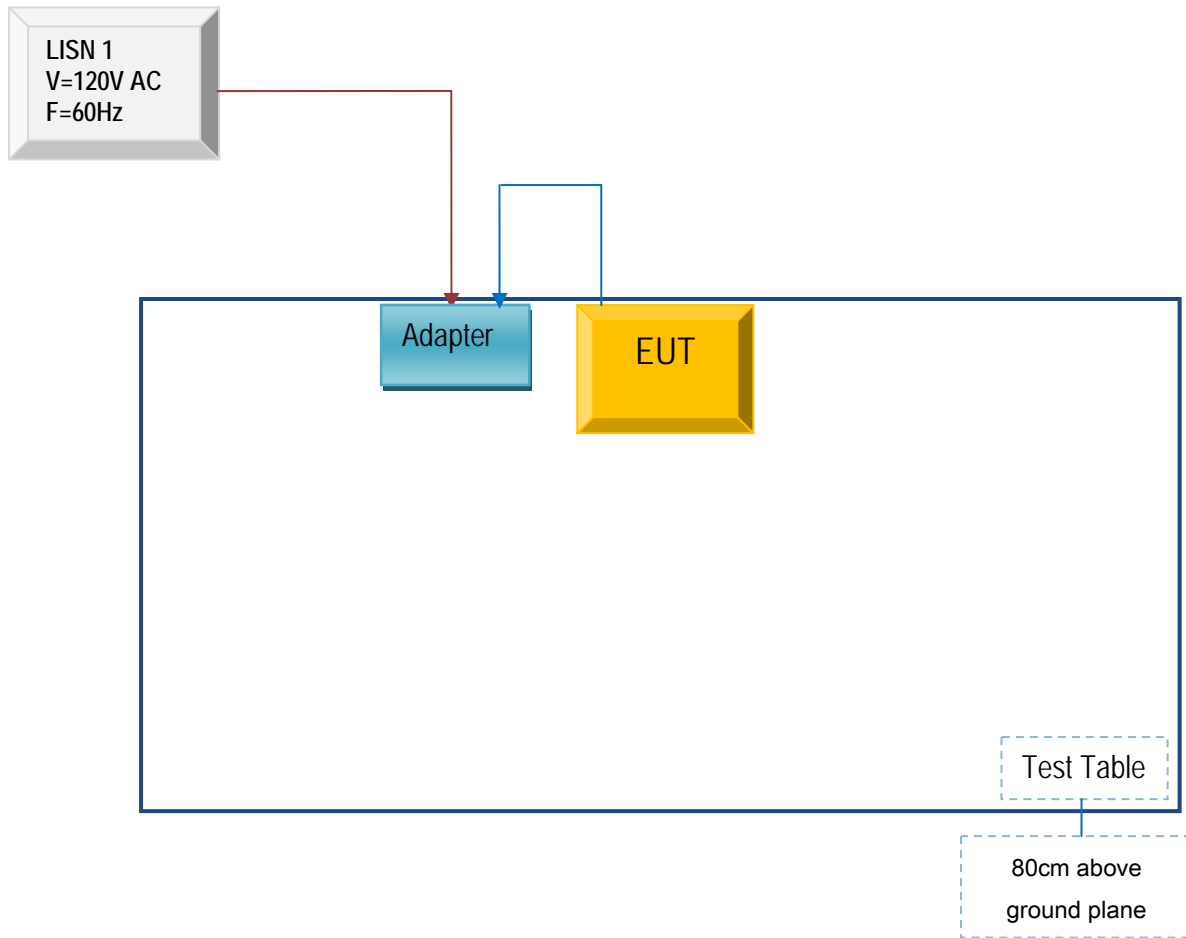 LISN 1
V=120V AC
F=60Hz
Adapter
EUT
Test Table
80cm above
ground plane